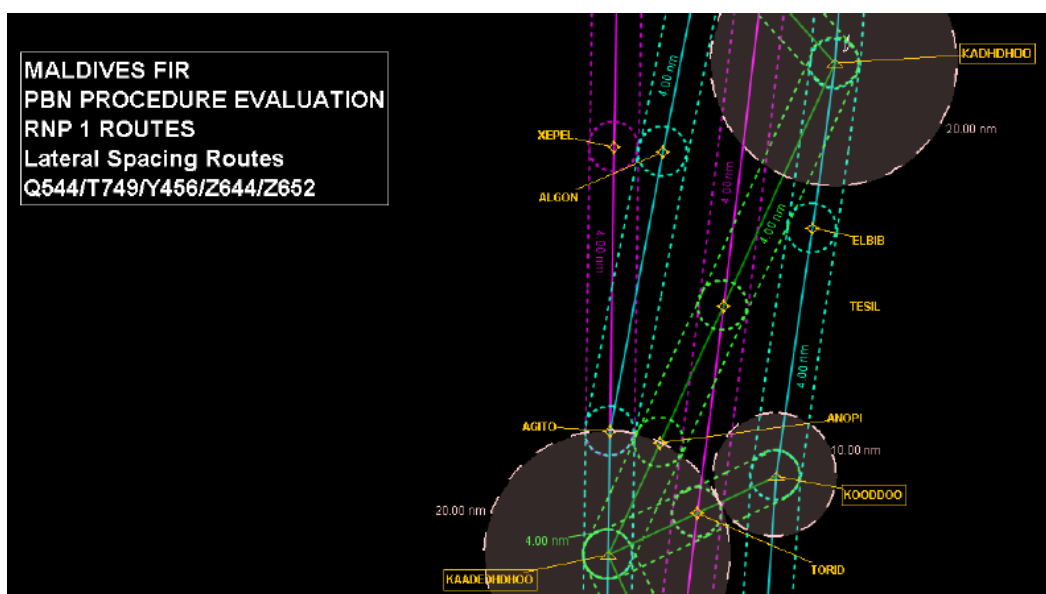 MALDIVES FIR
PBN PROCEDURE EVALUATION
RNP 1 ROUTES
Lateral Spacing Routes
Q544/T749/Y456/Z644/Z652
KADHDHOO
4.00 nm
20.00 nm
XEPEL
4.00 nm
ALGON
4.00 nm
4.00 nm
ELBIB
TESIL
4.00 nm
AGITO
ANOPI
10.00 nm
KOODDOO
20.00 nm
4.00 nm
TORID
KAADEDHDHOO